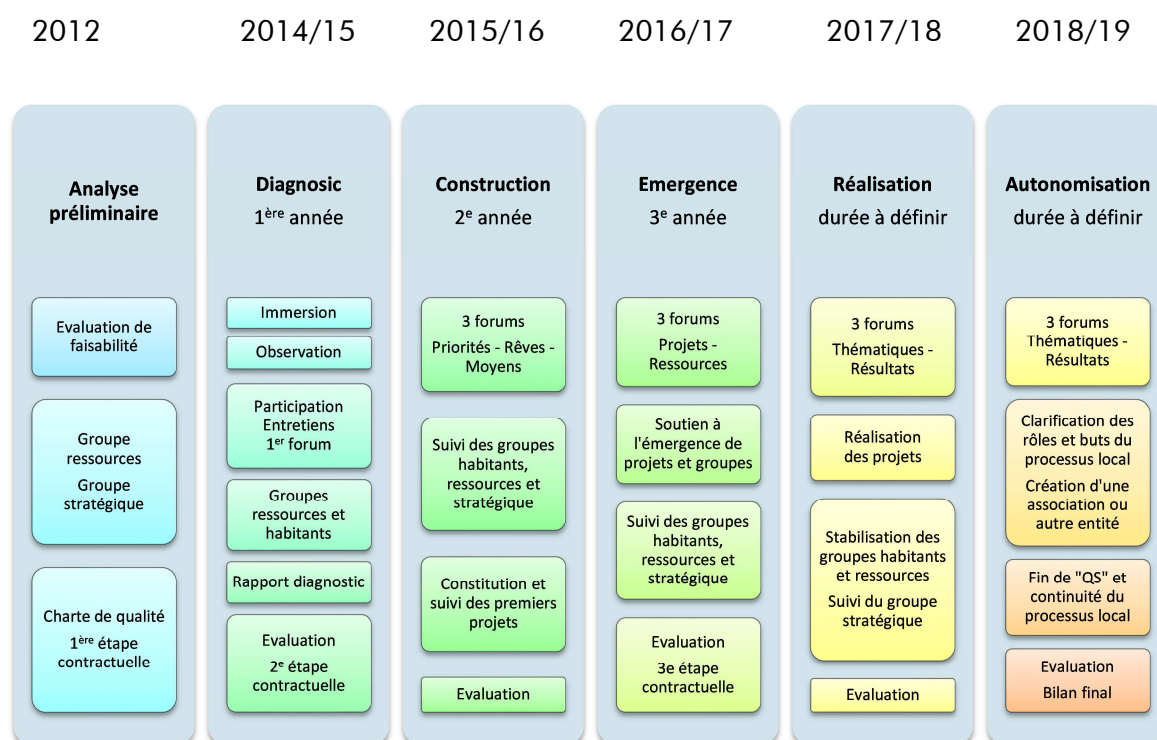 2012
2014/15
2015/16
2016/17
2017/18
2018/19
Analyse
préliminaire
Evaluation de
faisabilité
Groupe
ressources
Groupe
stratégique
Charte de qualité
1ère étape
contractuelle
Diagnosic
1ère année
Immersion
Observation
Participation
Entretiens
1er forum
Groupes
ressources et
habitants
Rapport diagnostic
Evaluation
2e étape
contractuelle
Construction
2e année
3 forums
Priorités - Rêves -
Moyens
Suivi des groupes
habitants,
ressources et
stratégique
Constitution et
suivi des premiers
projets
Evaluation
Emergence
3e année
3 forums
Projets -
Ressources
Soutien à
l'émergence de
projets et groupes
Suivi des groupes
habitants,
ressources et
stratégique
Evaluation
3e étape
contractuelle
Réalisation
durée à définir
3 forums
Thématiques -
Résultats
Réalisation
des projets
Stabilisation des
groupes habitants
et ressources
Suivi du groupe
stratégique
Evaluation
Autonomisation
durée à définir
3 forums
Thématiques -
Résultats
Clarification des
rôles et buts du
processus local
Création d'une
association ou
autre entité
Fin de "QS" et
continuité du
processus local
Evaluation
Bilan final